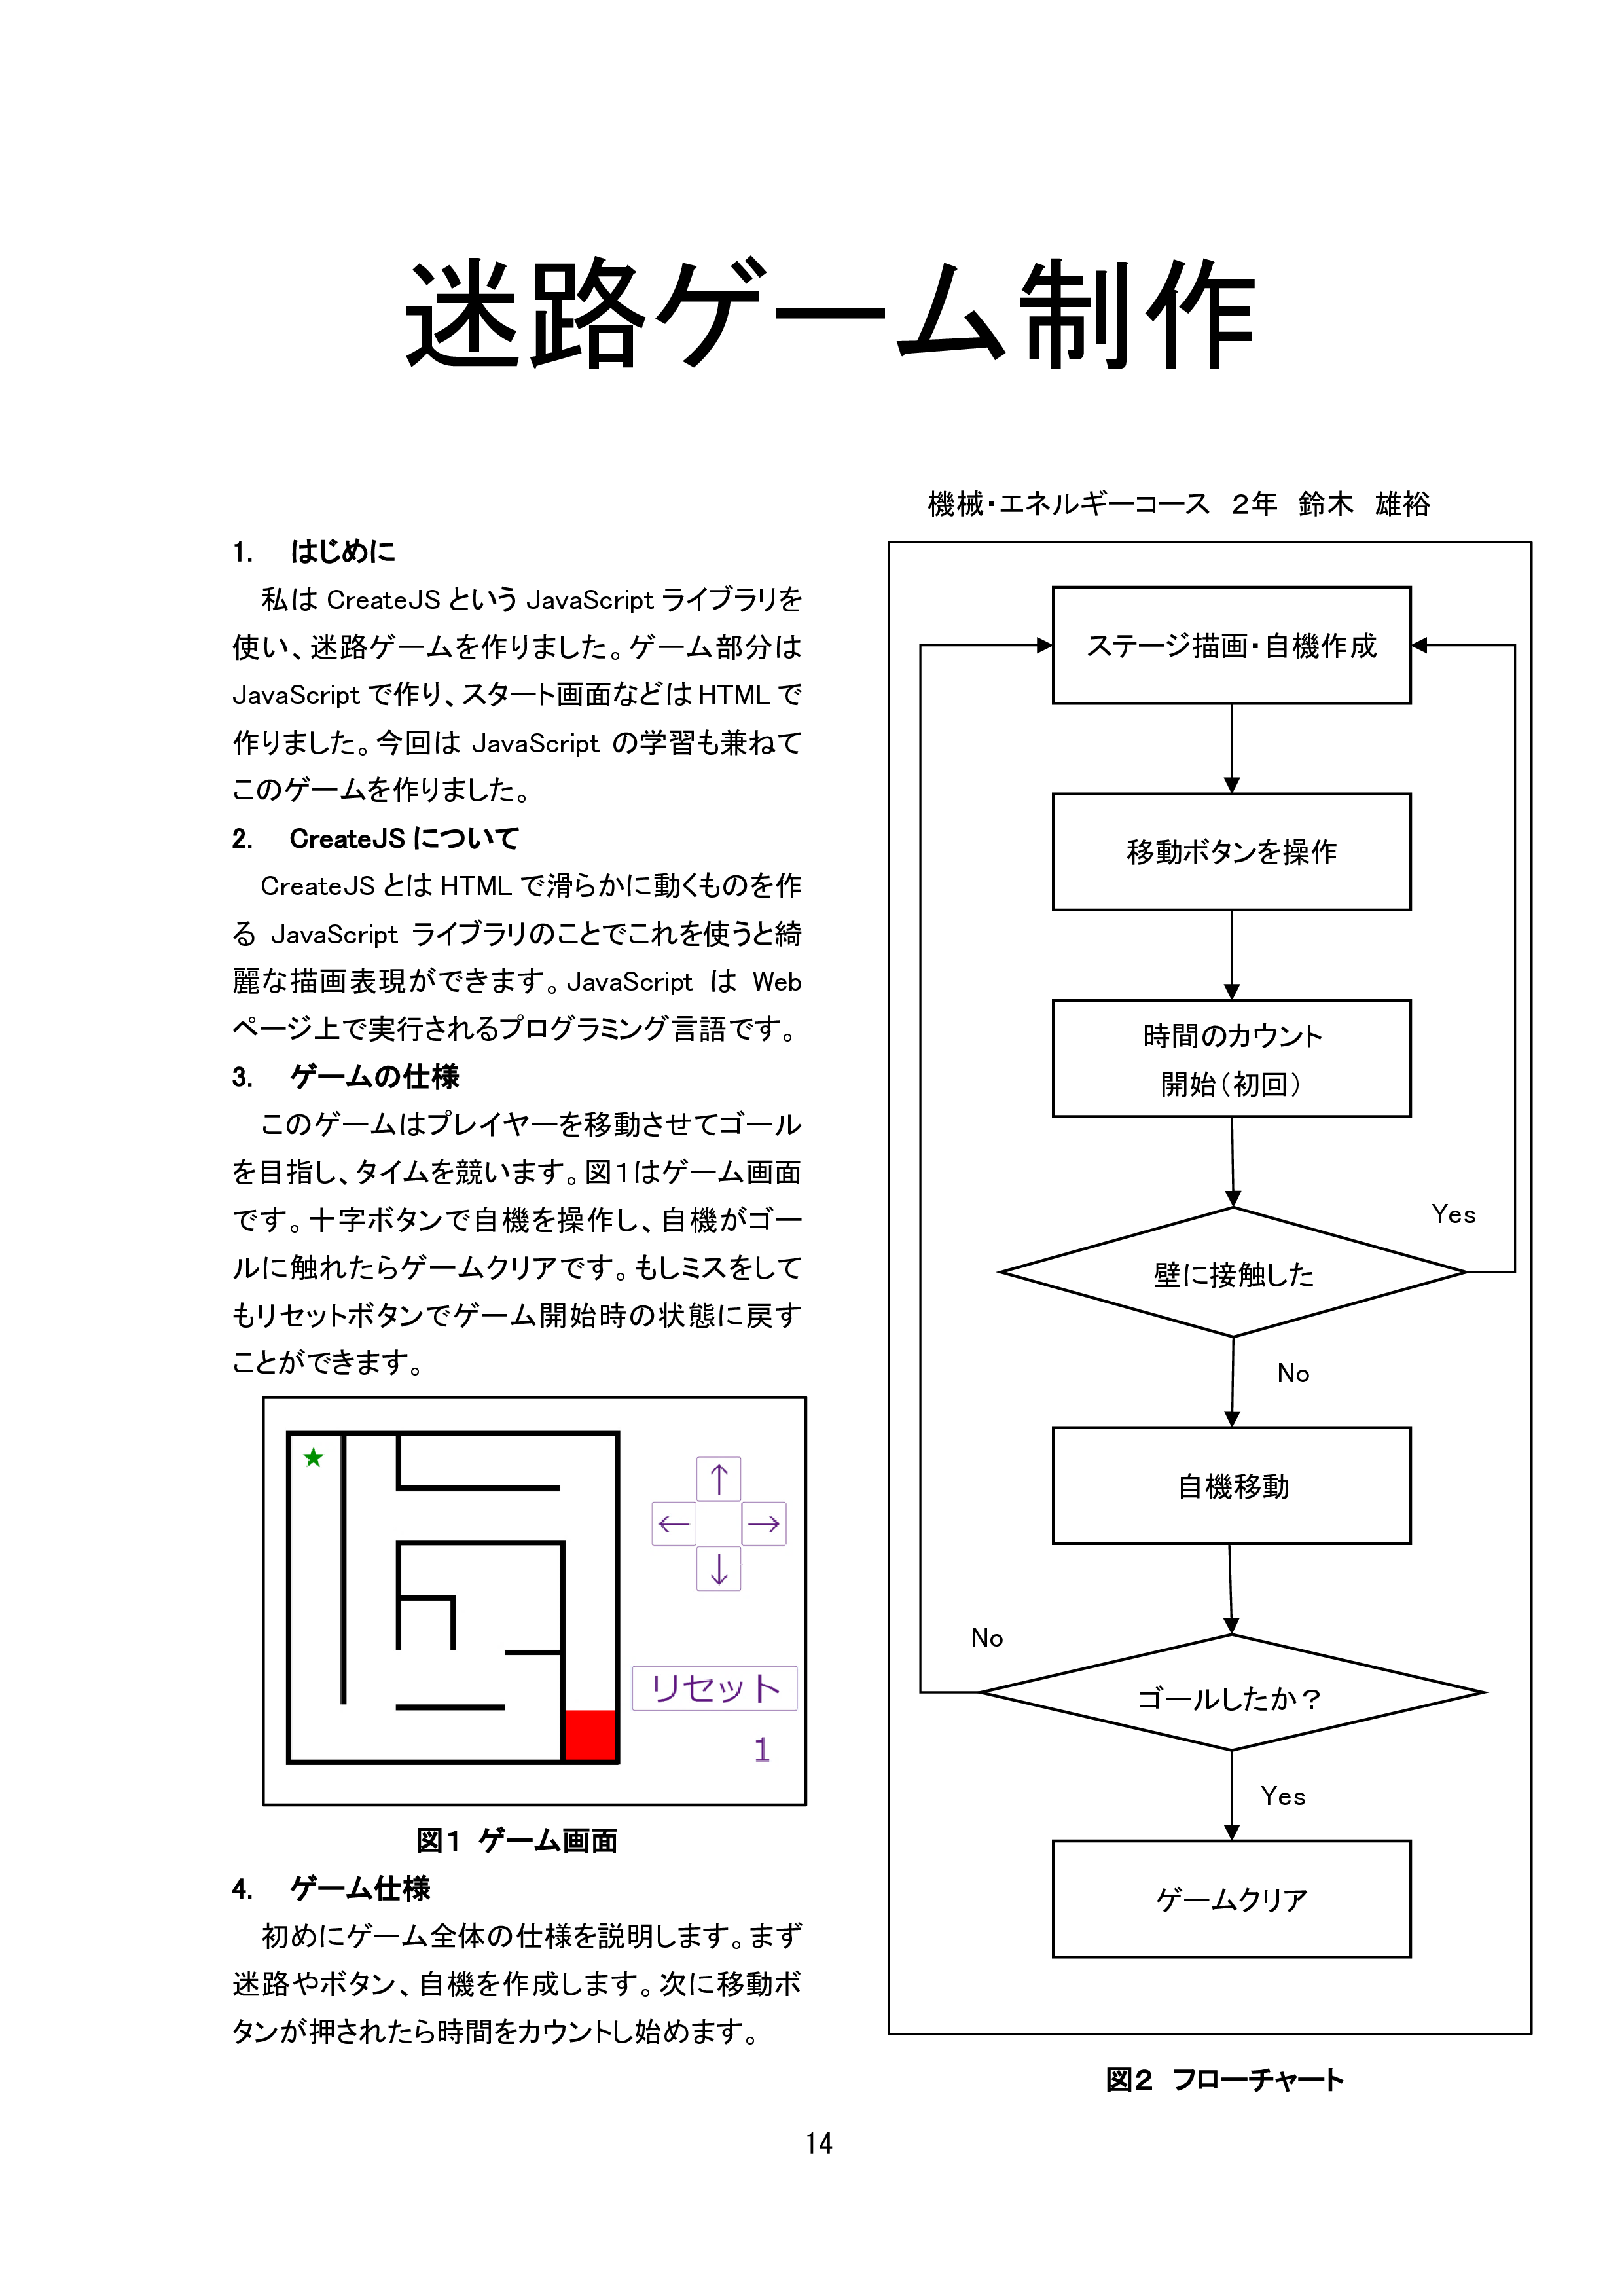 迷路ゲーム制作
機械・エネルギーコース 2年 鈴木 雄裕
1. はじめに
私は CreateJS という JavaScript ライブラリを
使い、迷路ゲームを作りました。ゲーム部分は
JavaScript で作り、スタート画面などは HTML で
作りました。今回は JavaScript の学習も兼ねて
このゲームを作りました。
2. CreateJS について
CreateJS とは HTML で滑らかに動くものを作
る JavaScript ライブラリのことでこれを使うと綺
麗な描画表現ができます。JavaScript は Web
ページ上で実行されるプログラミング言語です。
3. ゲームの仕様
このゲームはプレイヤーを移動させてゴール
を目指し、タイムを競います。図1はゲーム画面
です。十字ボタンで自機を操作し、自機がゴー
ルに触れたらゲームクリアです。もしミスをして
もリセットボタンでゲーム開始時の状態に戻す
ことができます。
↑
← →
↓
リセット
1
図1 ゲーム画面
4. ゲーム仕様
初めにゲーム全体の仕様を説明します。まず
迷路やボタン、自機を作成します。次に移動ボ
タンが押されたら時間をカウントし始めます。
ステージ描画・自機作成
移動ボタンを操作
時間のカウント
開始(初回)
Yes
壁に接触した
No
自機移動
No
ゴールしたか?
Yes
ゲームクリア
図2 フローチャート
14